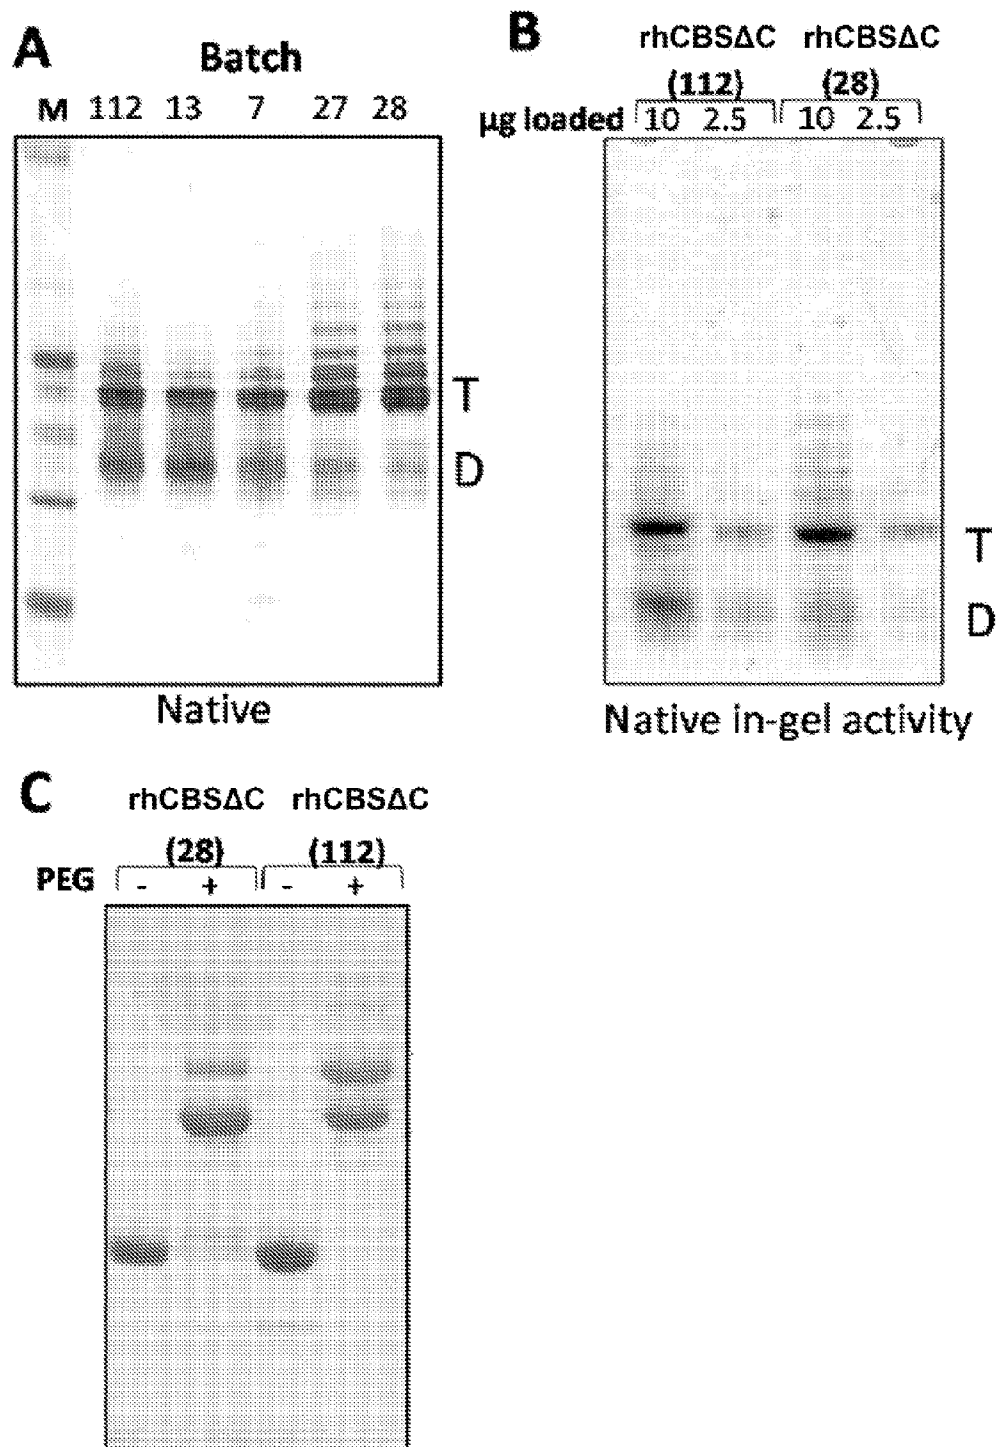 A
Batch
M 112 13 7 27 28
T
D
Native
B
rhCBSΔC rhCBSΔC
(112) (28)
µg loaded 10 2.5 10 2.5
T
D
Native in-gel activity
C
rhCBSΔC rhCBSΔC
(28) (112)
PEG - + - +